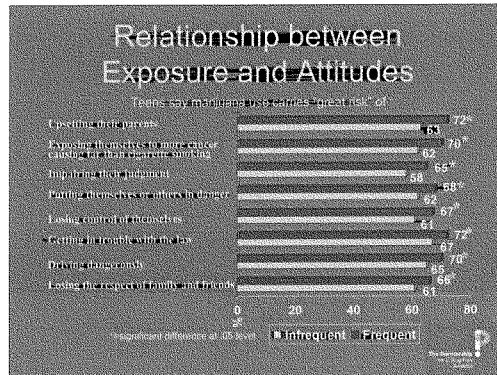 Relationship between
Exposure and Attitudes
Teens say marijuana use carries "great risk" of
Upsetting their parents
72*
63
Exposing themselves to more cancer
causing tar than cigarette smoking
70*
62
Impairing their judgment
65*
58
Putting themselves or others in danger
68*
62
Losing control of themselves
67*
61
Getting in trouble with the law
72*
67
Driving dangerously
70*
65
Losing the respect of family and friends
66*
61
0 20 40 60 80
%
*significant difference at .05 level
Infrequent Frequent
The Partnership